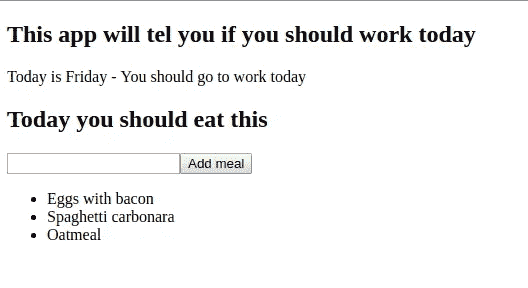 This app will tel you if you should work today
Today is Friday - You should go to work today
Today you should eat this
Add meal
Eggs with bacon
Spaghetti carbonara
Oatmeal